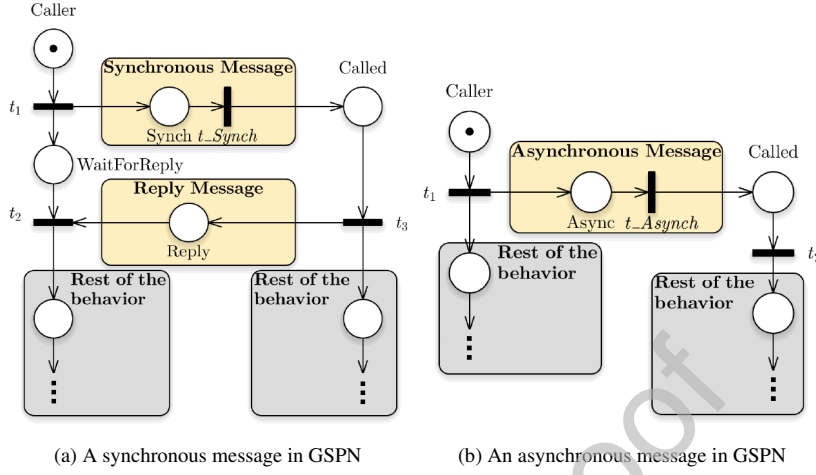 Caller
Synchronous Message
Called
t₁
Synch t_Synch
WaitForReply
Reply Message
t₂
t₃
Reply
Rest of the
behavior
Rest of the
behavior
(a) A synchronous message in GSPN
Caller
Asynchronous Message
Called
t₁
Async t_Asynch
Rest of the
behavior
Rest of the
behavior
(b) An asynchronous message in GSPN